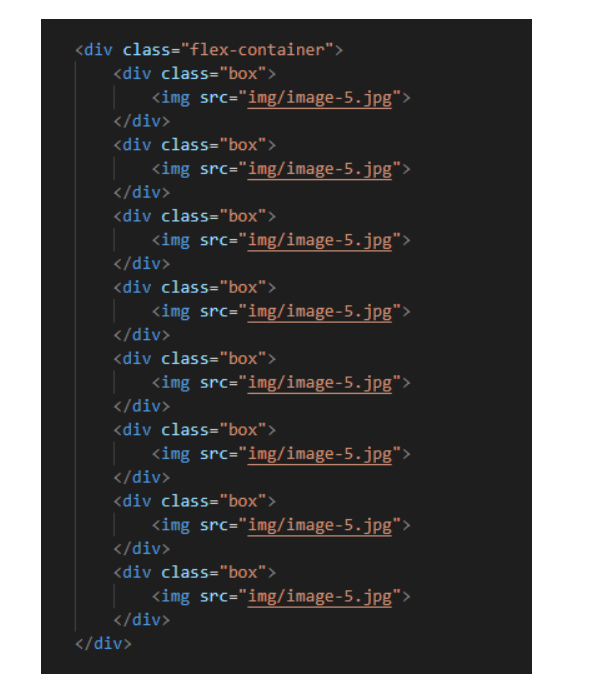 <div class="flex-container">
    <div class="box">
        <img src="img/image-5.jpg">
    </div>
    <div class="box">
        <img src="img/image-5.jpg">
    </div>
    <div class="box">
        <img src="img/image-5.jpg">
    </div>
    <div class="box">
        <img src="img/image-5.jpg">
    </div>
    <div class="box">
        <img src="img/image-5.jpg">
    </div>
    <div class="box">
        <img src="img/image-5.jpg">
    </div>
    <div class="box">
        <img src="img/image-5.jpg">
    </div>
    <div class="box">
        <img src="img/image-5.jpg">
    </div>
</div>